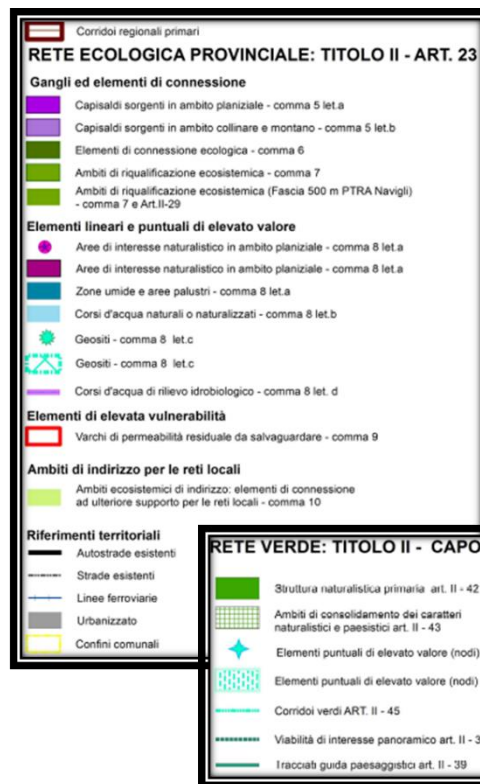 Corridoi regionali primari
RETE ECOLOGICA PROVINCIALE: TITOLO II - ART. 23
Gangli ed elementi di connessione
Capisaldi sorgenti in ambito planiziale - comma 5 let.a
Capisaldi sorgenti in ambito collinare e montano - comma 5 let.b
Elementi di connessione ecologica - comma 6
Ambiti di riqualificazione ecosistemica - comma 7
Ambiti di riqualificazione ecosistemica (Fascia 500 m PTRA Navigli)
- comma 7 e Art.II-29
Elementi lineari e puntuali di elevato valore
Aree di interesse naturalistico in ambito planiziale - comma 8 let.a
Aree di interesse naturalistico in ambito planiziale - comma 8 let.a
Zone umide e aree palustri - comma 8 let.a
Corsi d'acqua naturali o naturalizzati - comma 8 let.b
Geositi - comma 8 let.c
Geositi - comma 8 let.c
Corsi d'acqua di rilievo idrobiologico - comma 8 let. d
Elementi di elevata vulnerabilità
Varchi di permeabilità residuale da salvaguardare - comma 9
Ambiti di indirizzo per le reti locali
Ambiti ecosistemici di indirizzo: elementi di connessione
ad ulteriore supporto per le reti locali - comma 10
Riferimenti territoriali
Autostrade esistenti
Strade esistenti
Linee ferroviarie
Urbanizzato
Confini comunali
RETE VERDE: TITOLO II - CAPO
Struttura naturalistica primaria art. II - 42
Ambiti di consolidamento dei caratteri
naturalistici e paesistici art. II - 43
Elementi puntuali di elevato valore (nodi)
Elementi puntuali di elevato valore (nodi)
Corridoi verdi ART. II - 45
Viabilità di interesse panoramico art. II - 3
Tracciati guida paesaggistici art. II - 39